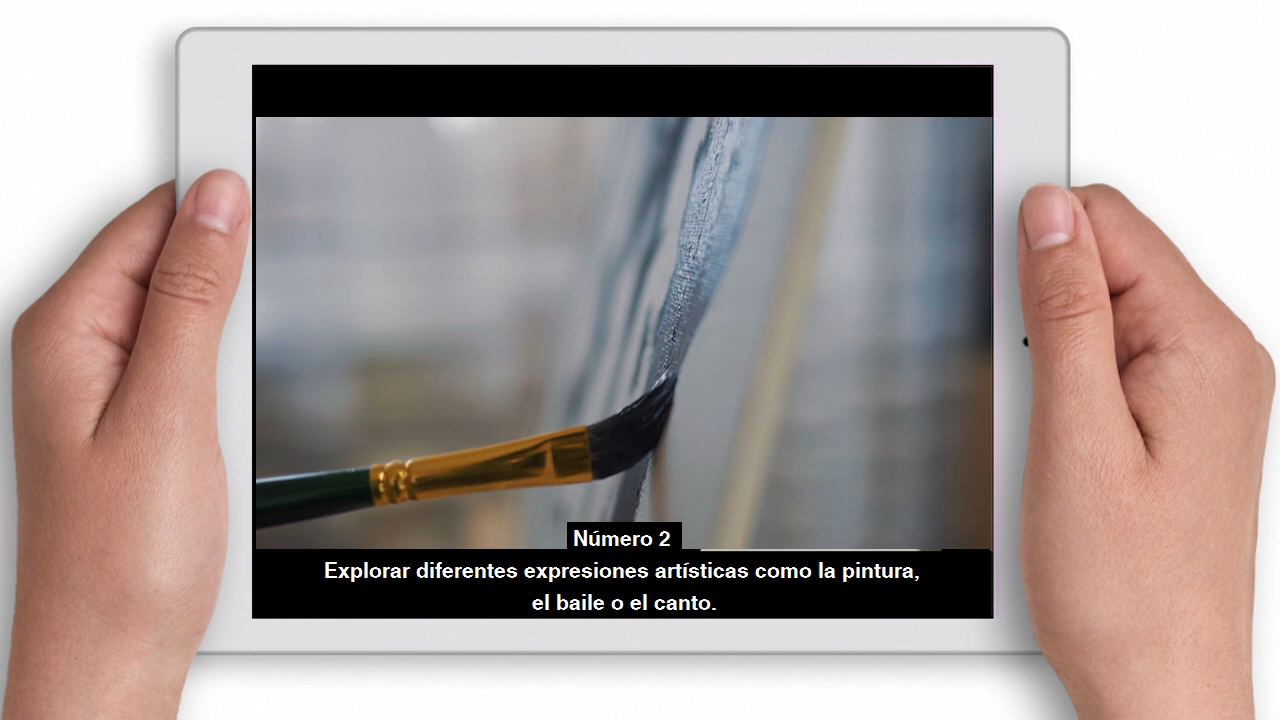 Número 2
Explorar diferentes expresiones artísticas como la pintura,
el baile o el canto.